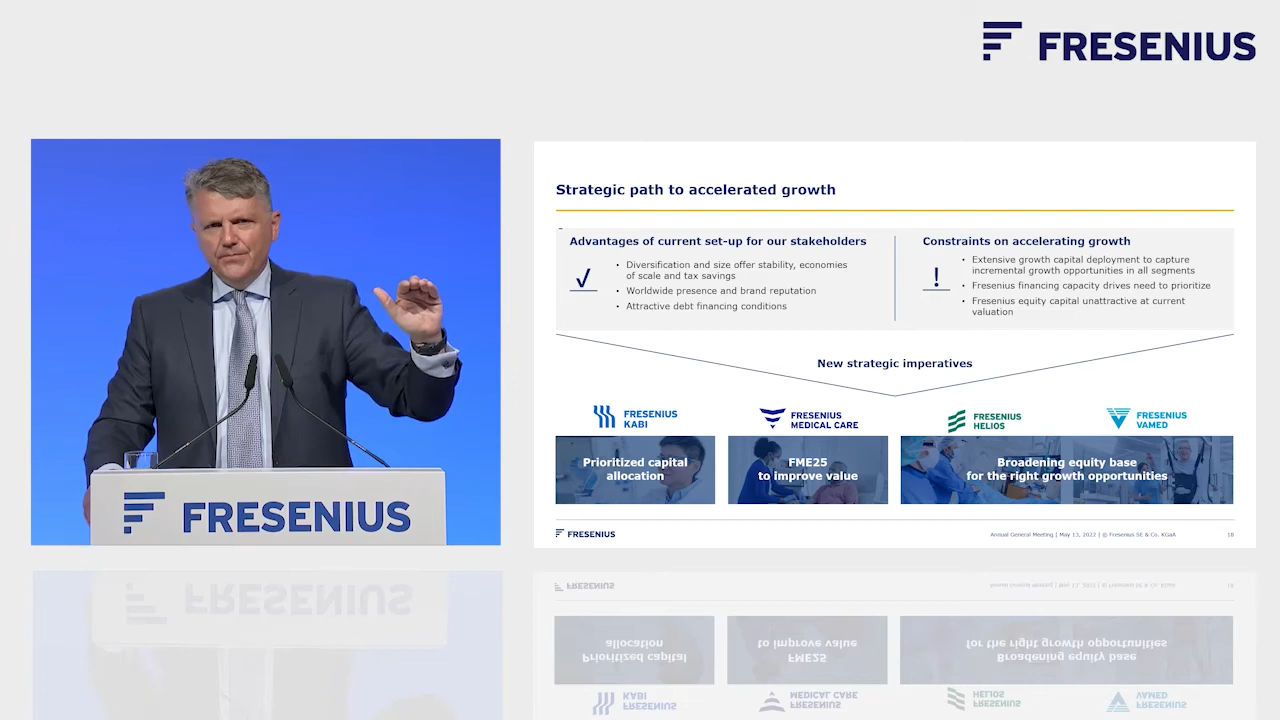 FRESENIUS
FRESENIUS
Strategic path to accelerated growth
Advantages of current set-up for our stakeholders
✓
• Diversification and size offer stability, economies
of scale and tax savings
• Worldwide presence and brand reputation
• Attractive debt financing conditions
Constraints on accelerating growth
!
• Extensive growth capital deployment to capture
incremental growth opportunities in all segments
• Fresenius financing capacity drives need to prioritize
• Fresenius equity capital unattractive at current
valuation
New strategic imperatives
FRESENIUS
KABI
FRESENIUS
MEDICAL CARE
FRESENIUS
HELIOS
FRESENIUS
VAMED
Prioritized capital
allocation
FME25
to improve value
Broadening equity base
for the right growth opportunities
FRESENIUS
Annual General Meeting | May 13, 2022 | © Fresenius SE & Co. KGaA
18